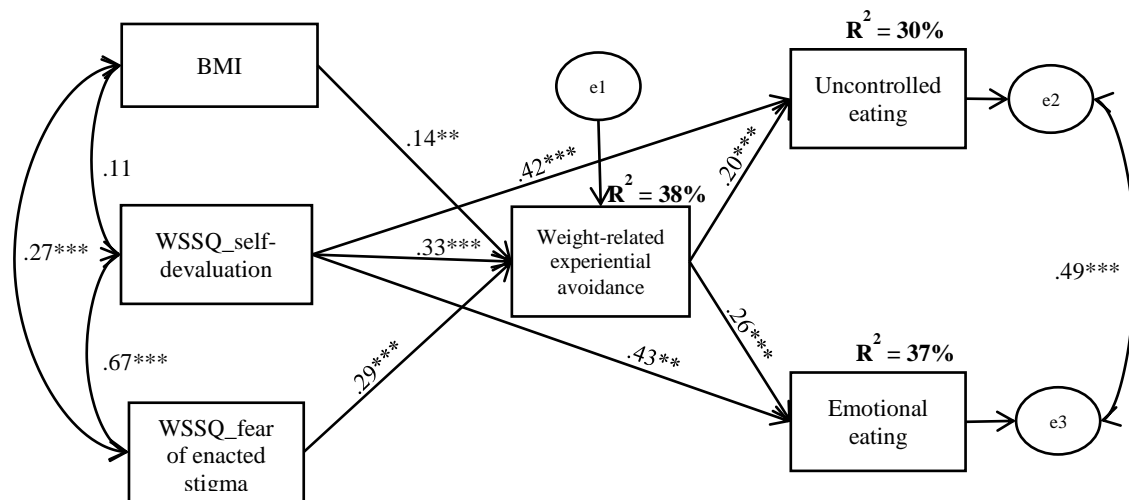 R² = 30%
BMI
e1
Uncontrolled
eating
e2
.14**
.42***
.11
.20***
R² = 38%
WSSQ_self-
devaluation
Weight-related
experiential
avoidance
.27***
.33***
.49***
.67***
.29***
.43**
.26***
R² = 37%
WSSQ_fear
of enacted
stigma
Emotional
eating
e3